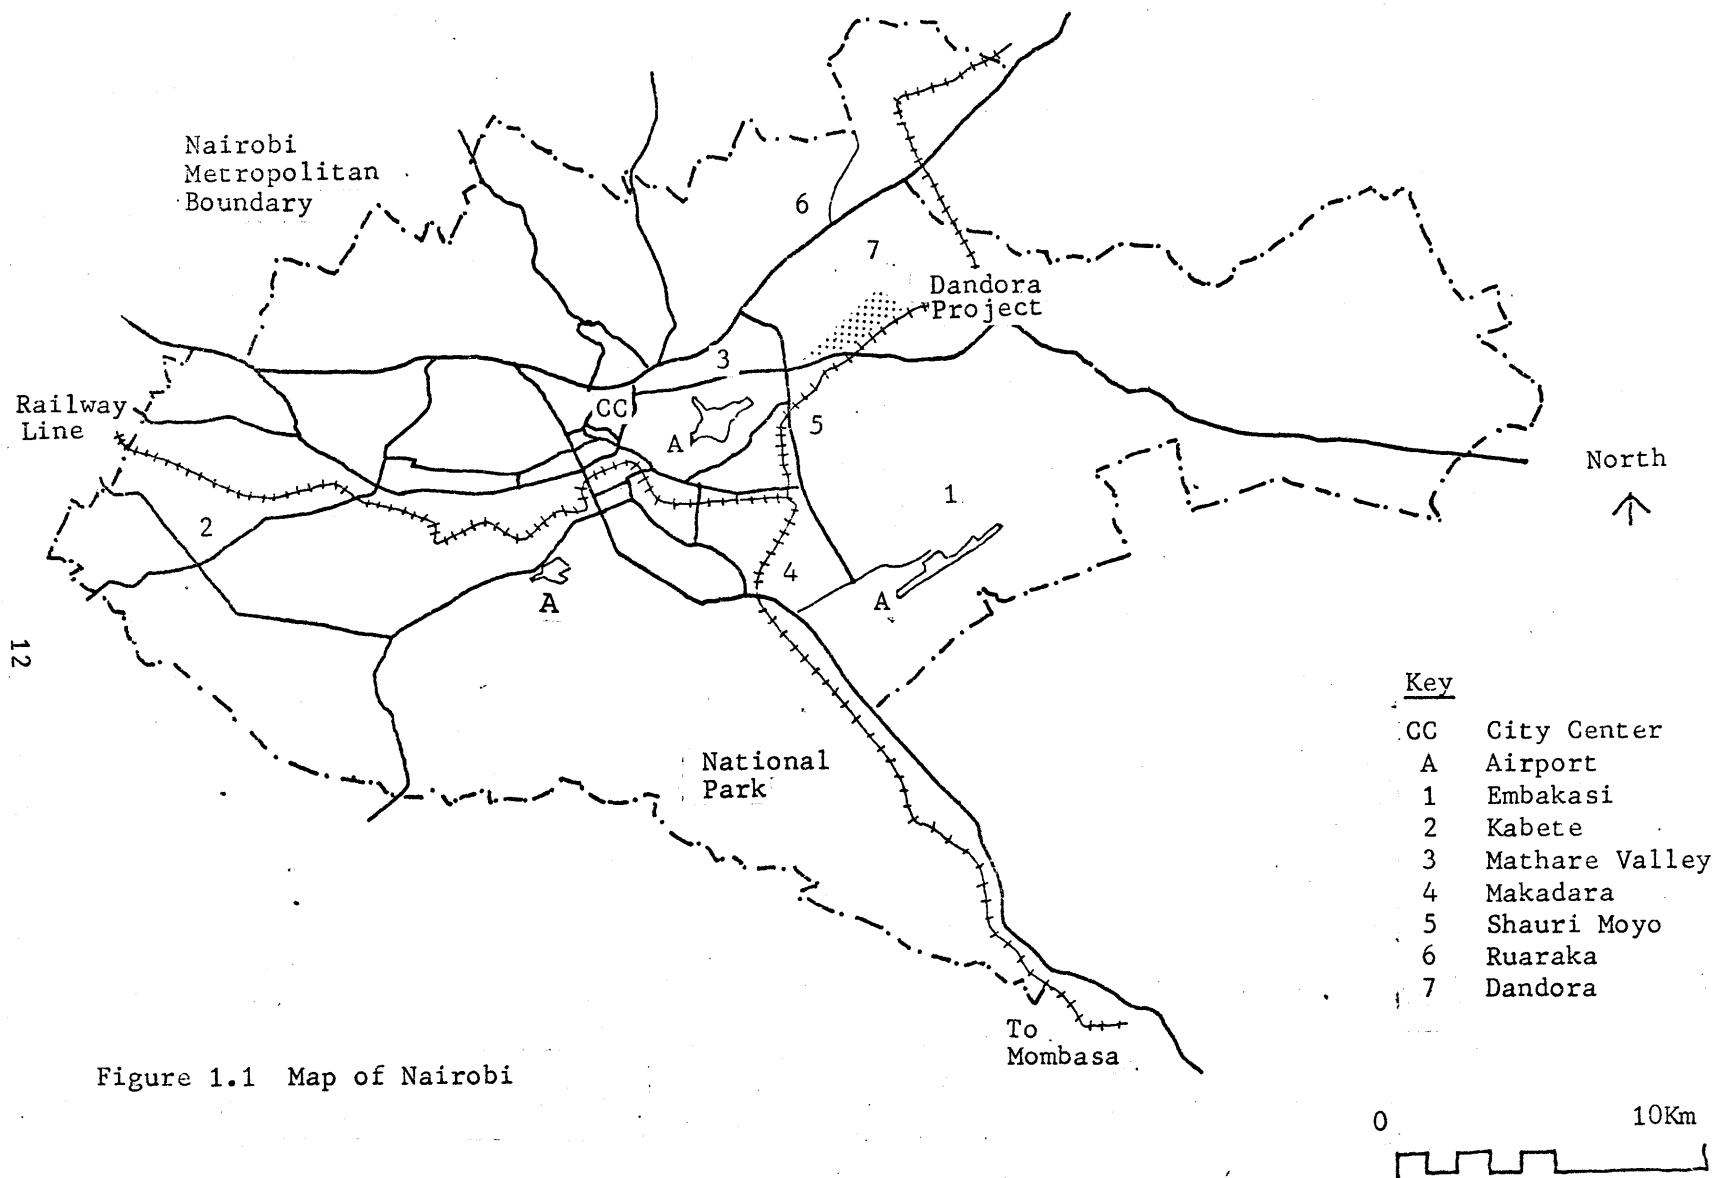 Nairobi
Metropolitan
Boundary
6
7
Dandora
Project
3
Railway
Line
CC
A
5
North
1
2
4
A
A
12
National
Park
Key
CC City Center
A Airport
1 Embakasi
2 Kabete
3 Mathare Valley
4 Makadara
5 Shauri Moyo
6 Ruaraka
7 Dandora
To
Mombasa
Figure 1.1 Map of Nairobi
0 10Km